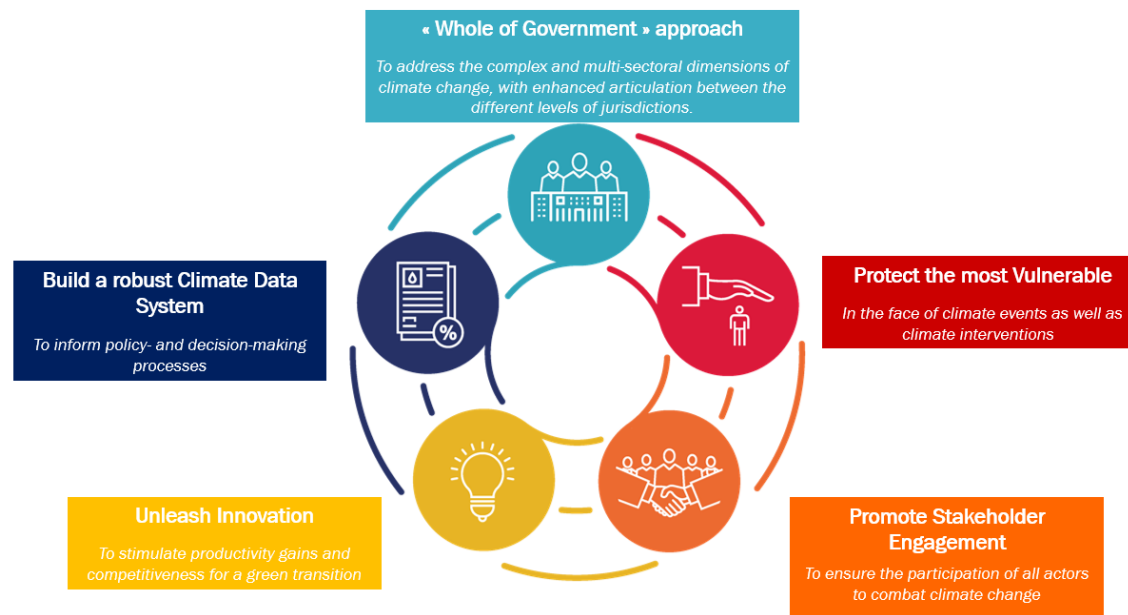 « Whole of Government » approach
To address the complex and multi-sectoral dimensions of
climate change, with enhanced articulation between the
different levels of jurisdictions.
Build a robust Climate Data
System
To inform policy- and decision-making
processes
%
Protect the most Vulnerable
In the face of climate events as well as
climate interventions
Unleash Innovation
To stimulate productivity gains and
competitiveness for a green transition
Promote Stakeholder
Engagement
To ensure the participation of all actors
to combat climate change